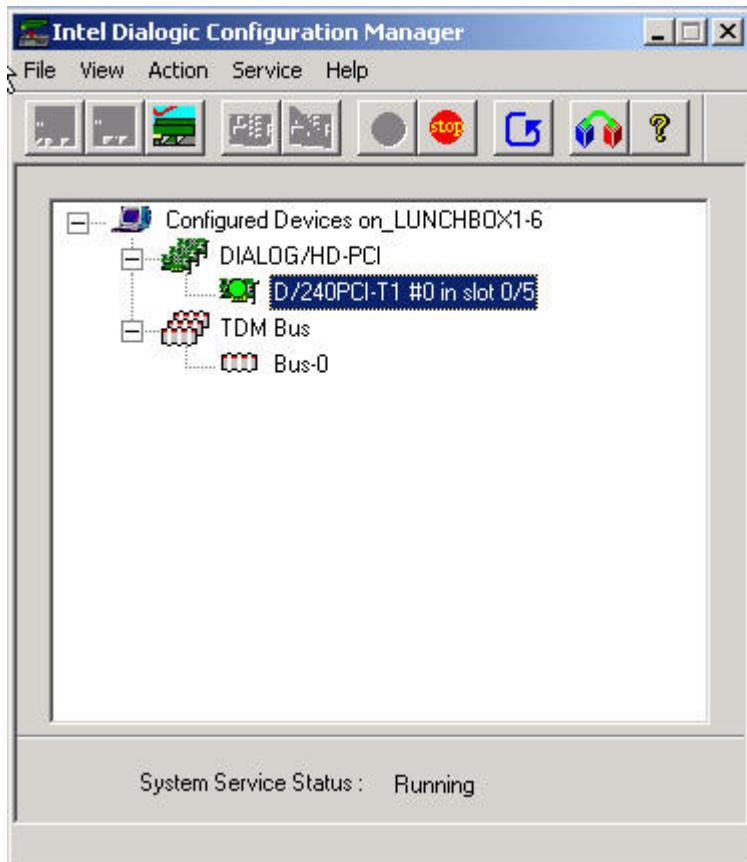 Intel Dialogic Configuration Manager
File View Action Service Help
stop ?
Configured Devices on_LUNCHBOX1-6
DIALOG/HD-PCI
D/240PCI-T1 #0 in slot 0/5
TDM Bus
Bus-0
System Service Status : Running